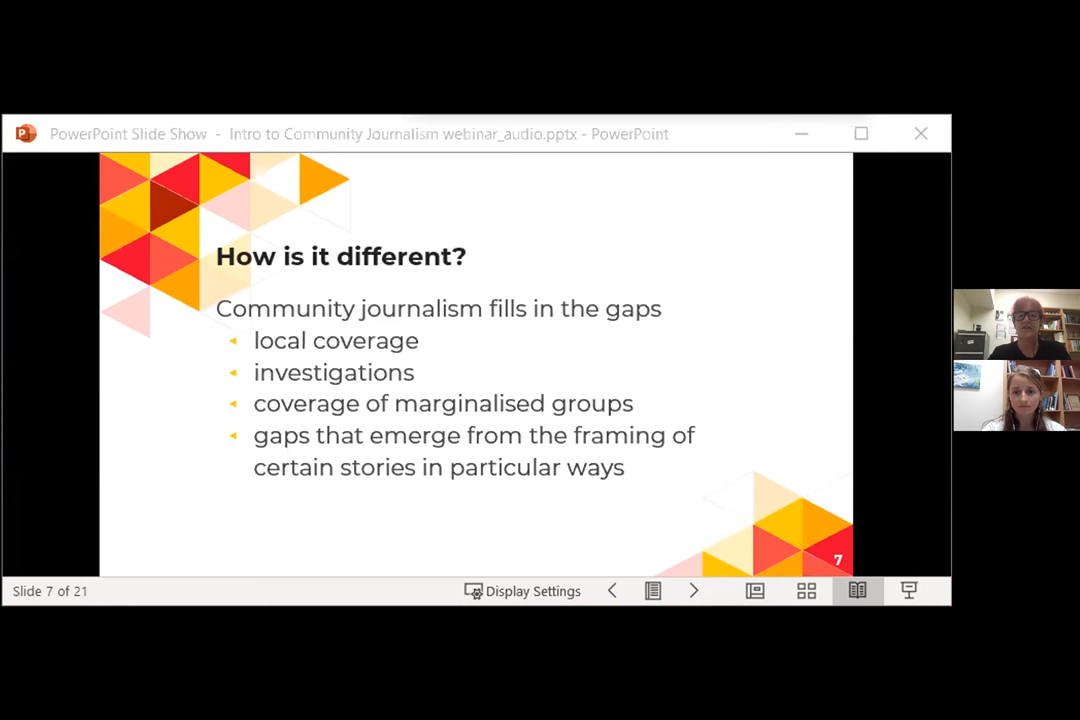 PowerPoint Slide Show - Intro to Community Journalism webinar_audio.pptx - PowerPoint
How is it different?
Community journalism fills in the gaps
local coverage
investigations
coverage of marginalised groups
gaps that emerge from the framing of
certain stories in particular ways
7
Slide 7 of 21
Display Settings